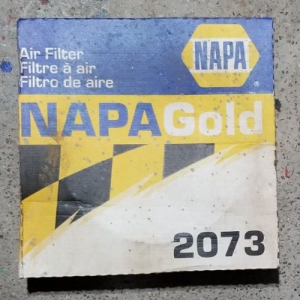 Air Filter
Filtre à air
Filtro de aire
NAPA
®
NAPAGold
2073